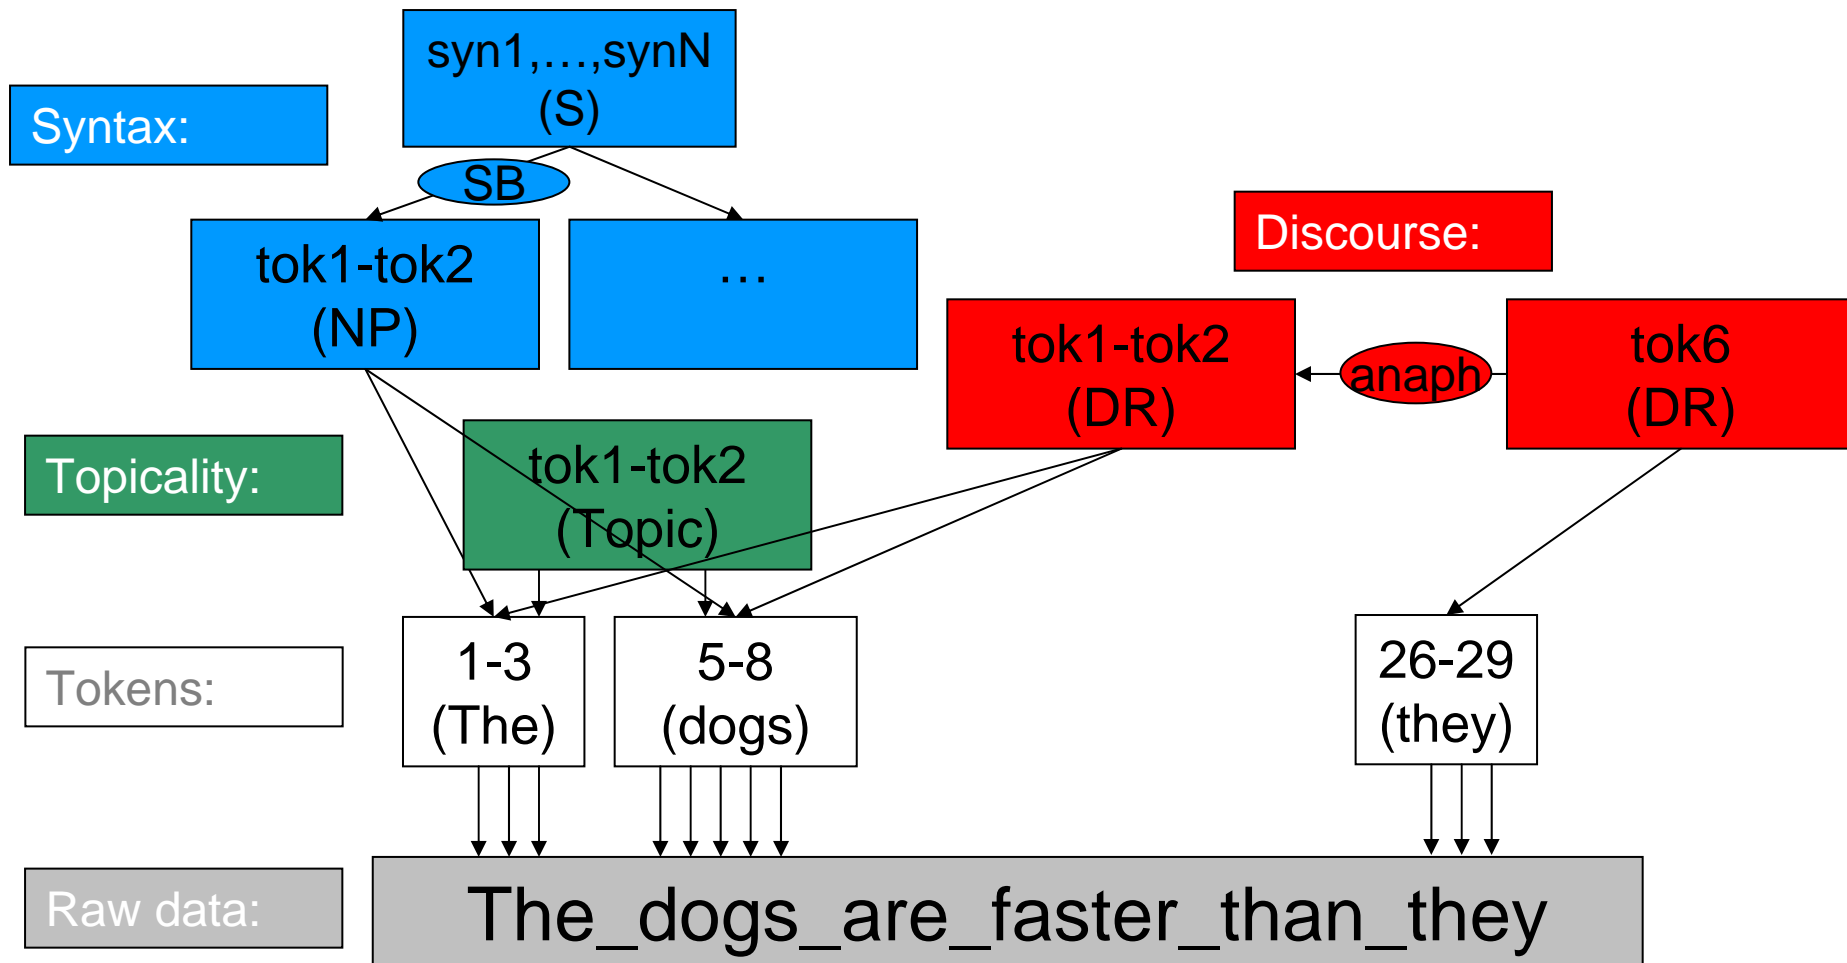 syn1,…,synN
(S)
Syntax:
SB
tok1-tok2
(NP)
…
Discourse:
tok1-tok2
(DR)
anaph
tok6
(DR)
Topicality:
tok1-tok2
(Topic)
Tokens:
1-3
(The)
5-8
(dogs)
26-29
(they)
Raw data:
The_dogs_are_faster_than_they